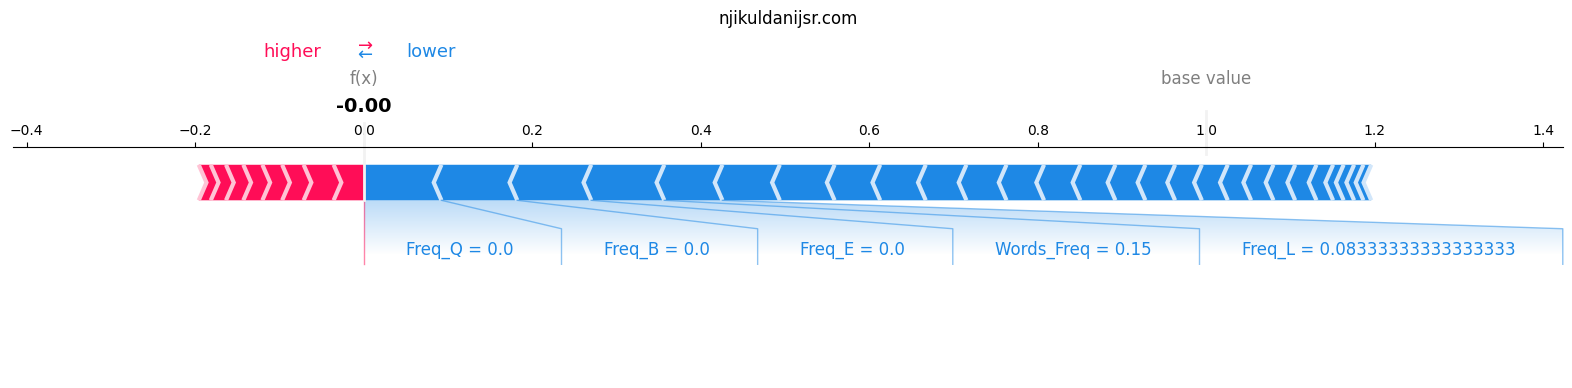 njikuldanijsr.com
higher ⇄ lower
f(x) base value
-0.00
−0.4 −0.2 0.0 0.2 0.4 0.6 0.8 1.0 1.2 1.4
Freq_Q = 0.0 Freq_B = 0.0 Freq_E = 0.0 Words_Freq = 0.15 Freq_L = 0.08333333333333333